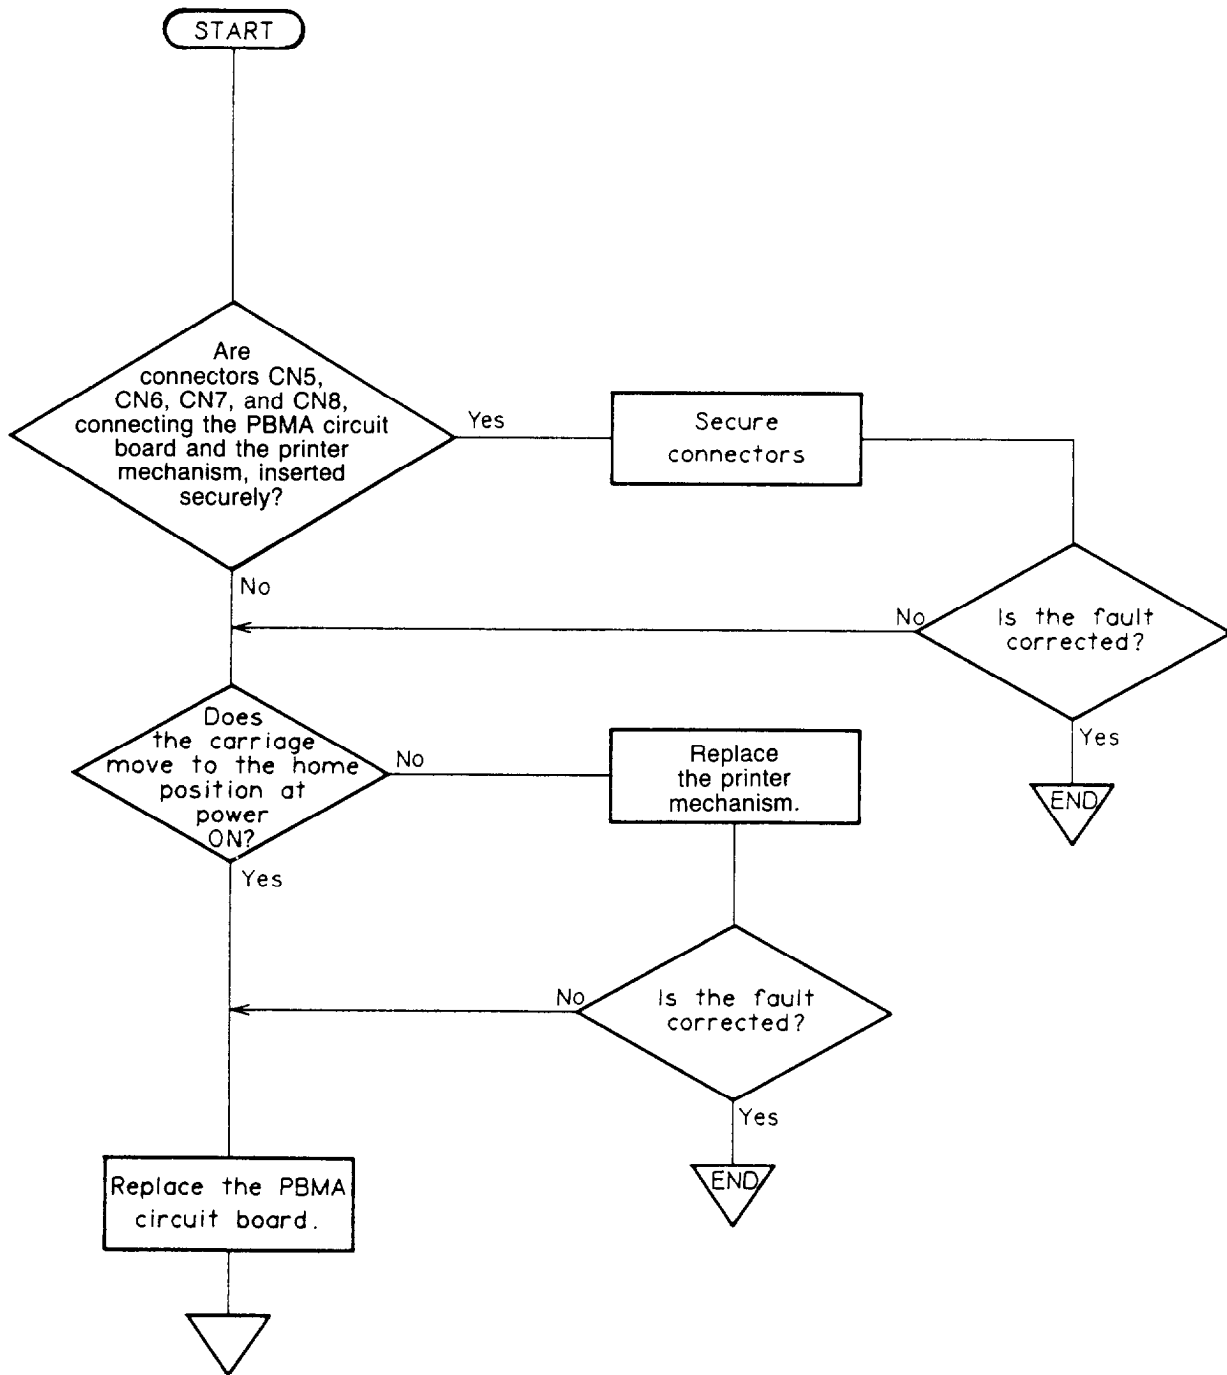 START
Are
connectors CN5,
CN6, CN7, and CN8,
connecting the PBMA circuit
board and the printer
mechanism, inserted
securely?
Yes
Secure
connectors
No
No
Is the fault
corrected?
Yes
END
Does
the carriage
move to the home
position at
power
ON?
No
Replace
the printer
mechanism.
Yes
No
Is the fault
corrected?
Yes
END
Replace the PBMA
circuit board.